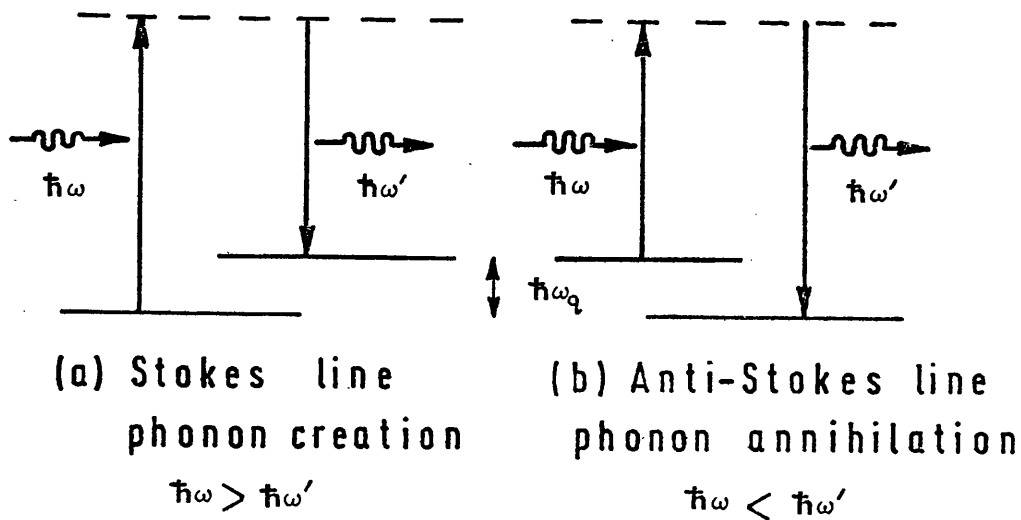 ħω
ħω′
ħω
ħω′
ħω_q
(a) Stokes line
phonon creation
ħω > ħω′
(b) Anti-Stokes line
phonon annihilation
ħω < ħω′